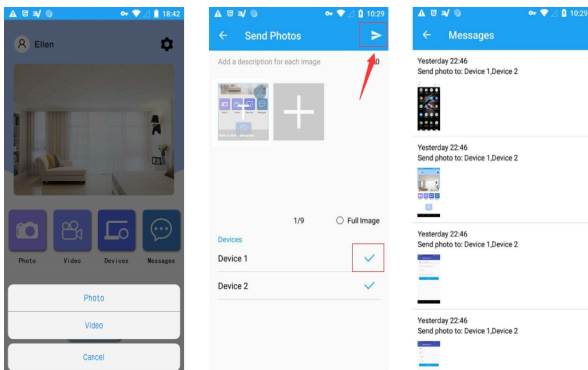 18:42
Ellen
Photo
Video
Devices
Messages
Photo
Video
Cancel
10:29
Send Photos
Add a description for each image
1/9
Full Image
Devices
Device 1
Device 2
10:29
Messages
Yesterday 22:46
Send photo to: Device 1,Device 2
Yesterday 22:46
Send photo to: Device 1,Device 2
Yesterday 22:46
Send photo to: Device 1,Device 2
Yesterday 22:46
Send photo to: Device 1,Device 2